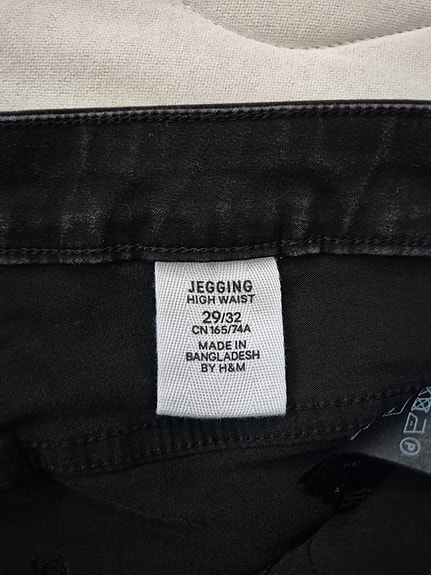 JEGGING
HIGH WAIST
29/32
CN 165/74A
MADE IN
BANGLADESH
BY H&M
P